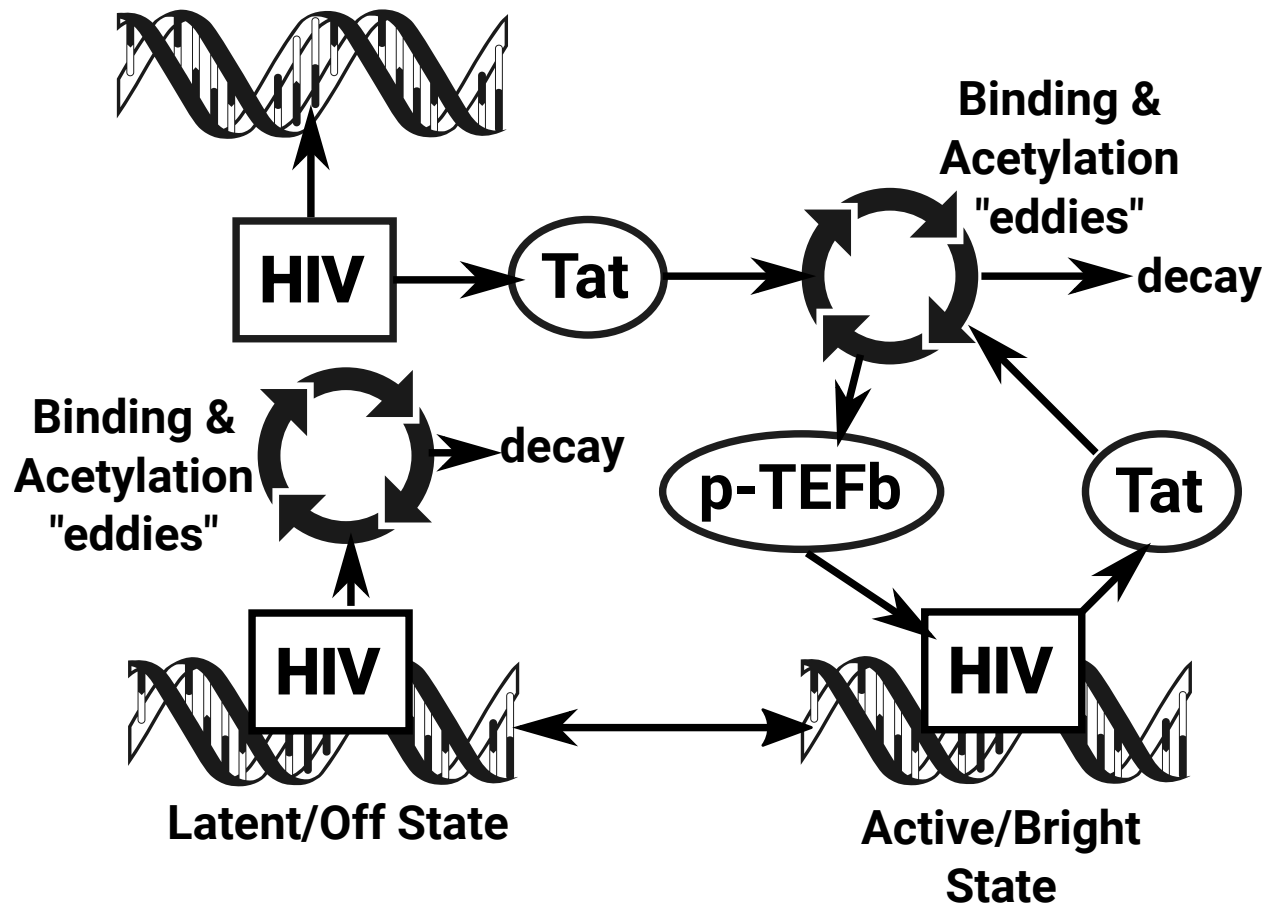 Binding &
Acetylation
"eddies"
HIV
Tat
decay
Binding &
Acetylation
"eddies"
decay
p-TEFb
Tat
HIV
HIV
Latent/Off State
Active/Bright
State